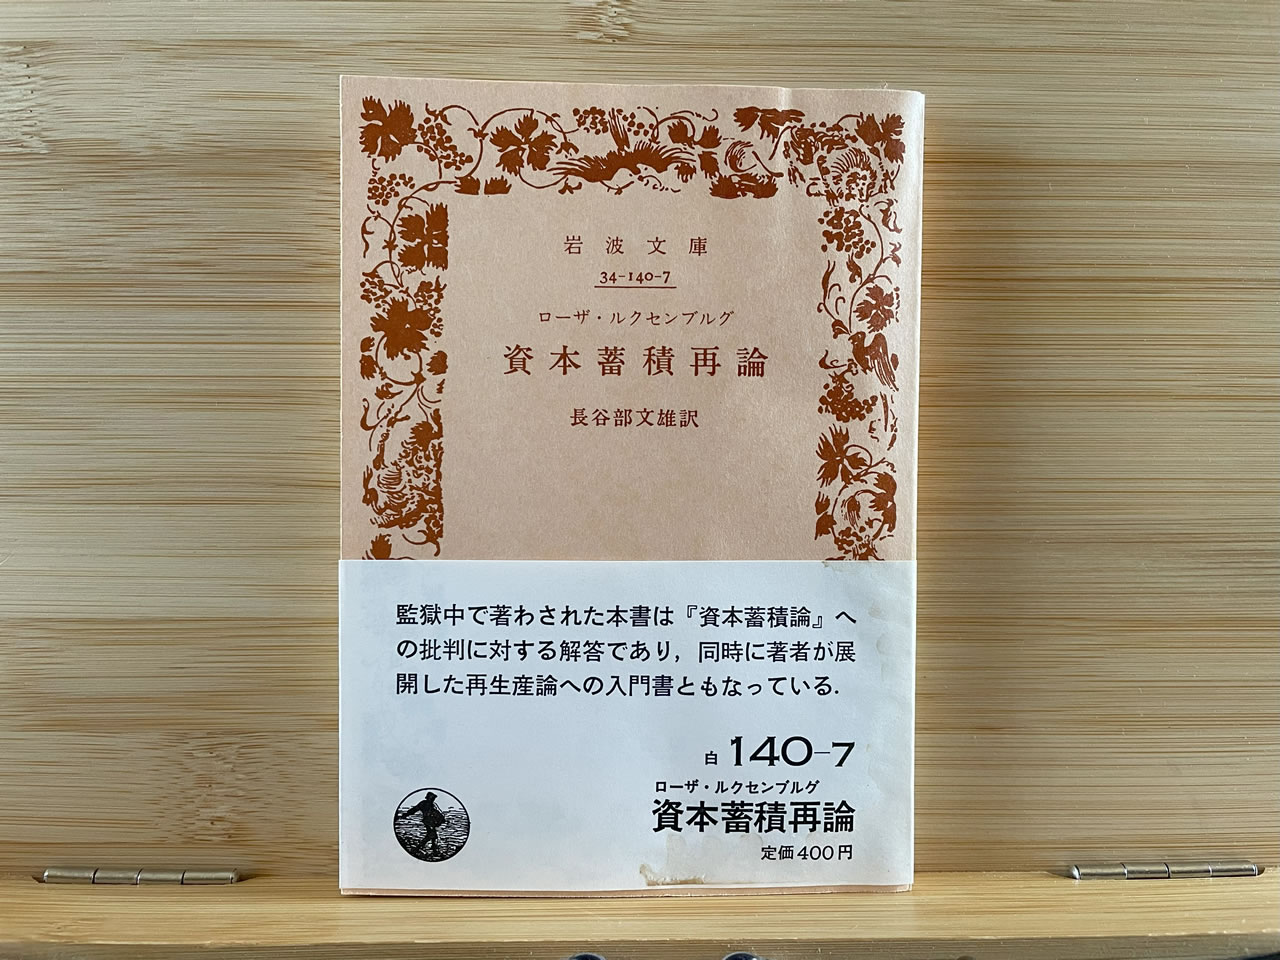 岩波文庫
34-140-7
ローザ・ルクセンブルグ
資本蓄積再論
長谷部文雄訳
監獄中で著わされた本書は『資本蓄積論』へ
の批判に対する解答であり，同時に著者が展
開した再生産論への入門書ともなっている．
白 140-7
ローザ・ルクセンブルグ
資本蓄積再論
定価400円